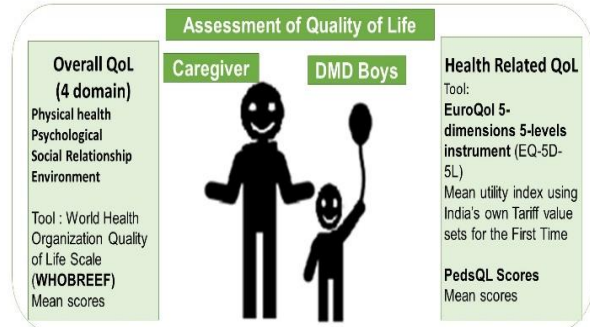 Assessment of Quality of Life
Overall QoL
(4 domain)
Physical health
Psychological
Social Relationship
Environment
Tool : World Health
Organization Quality
of Life Scale
(WHOBREEF)
Mean scores
Caregiver
DMD Boys
Health Related QoL
Tool:
EuroQol 5-
dimensions 5-levels
instrument (EQ-5D-
5L)
Mean utility index using
India's own Tariff value
sets for the First Time
PedsQL Scores
Mean scores